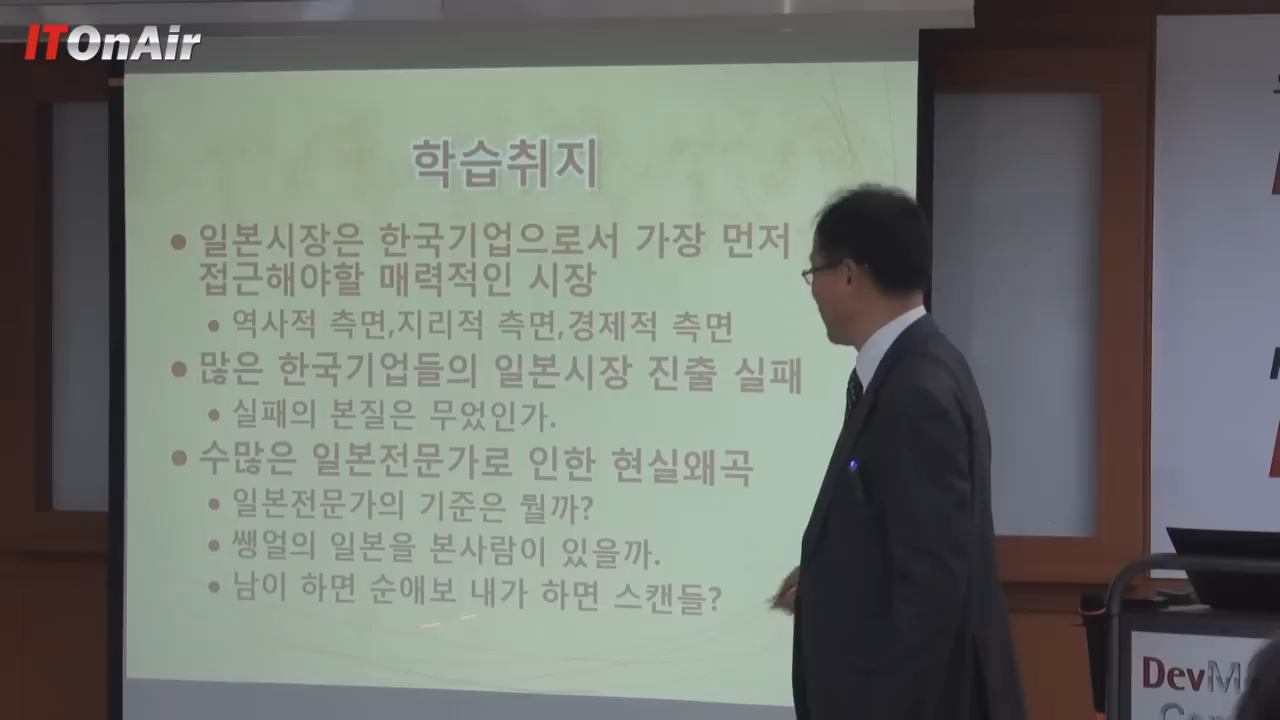 ITOnAir
학습취지
• 일본시장은 한국기업으로서 가장 먼저
접근해야할 매력적인 시장
• 역사적 측면,지리적 측면,경제적 측면
• 많은 한국기업들의 일본시장 진출 실패
• 실패의 본질은 무었인가.
• 수많은 일본전문가로 인한 현실왜곡
• 일본전문가의 기준은 뭘까?
• 쌩얼의 일본을 본사람이 있을까.
• 남이 하면 순애보 내가 하면 스캔들?
Dev